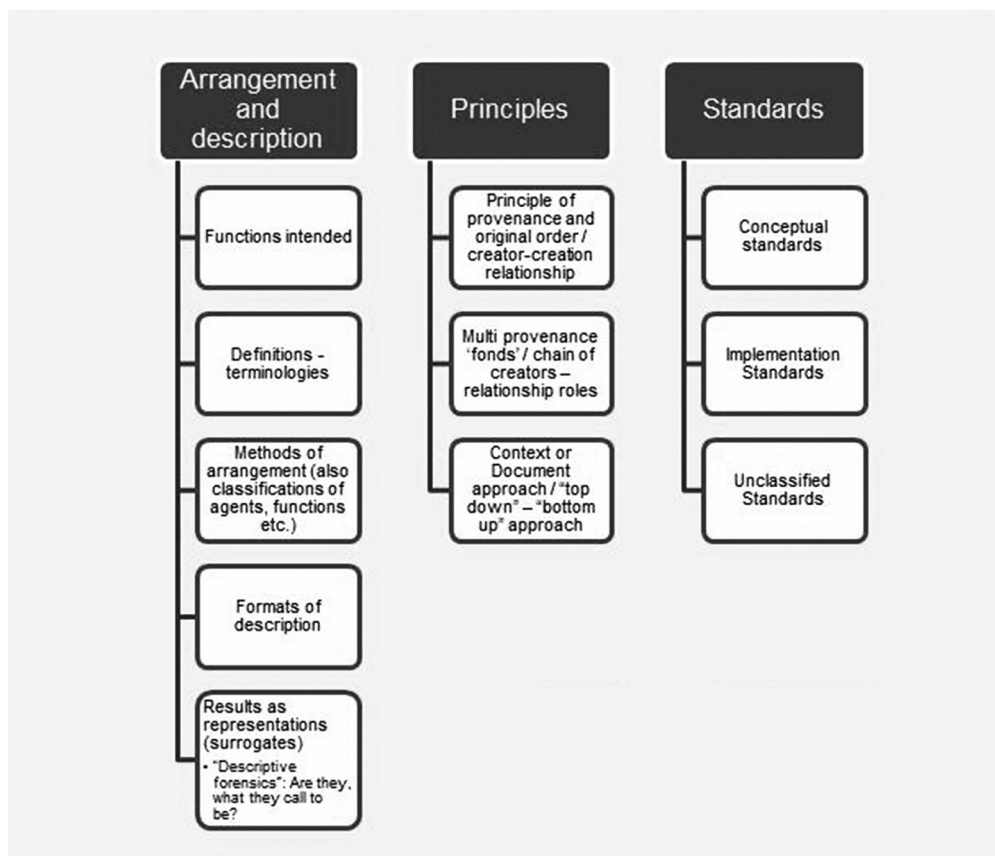 Arrangement
and
description
Functions intended
Definitions -
terminologies
Methods of
arrangement (also
classifications of
agents, functions
etc.)
Formats of
description
Results as
representations
(surrogates)
• "Descriptive
forensics": Are they,
what they call to
be?
Principles
Principle of
provenance and
original order /
creator-creation
relationship
Multi provenance
'fonds' / chain of
creators –
relationship roles
Context or
Document
approach / "top
down" – "bottom
up" approach
Standards
Conceptual
standards
Implementation
Standards
Unclassified
Standards